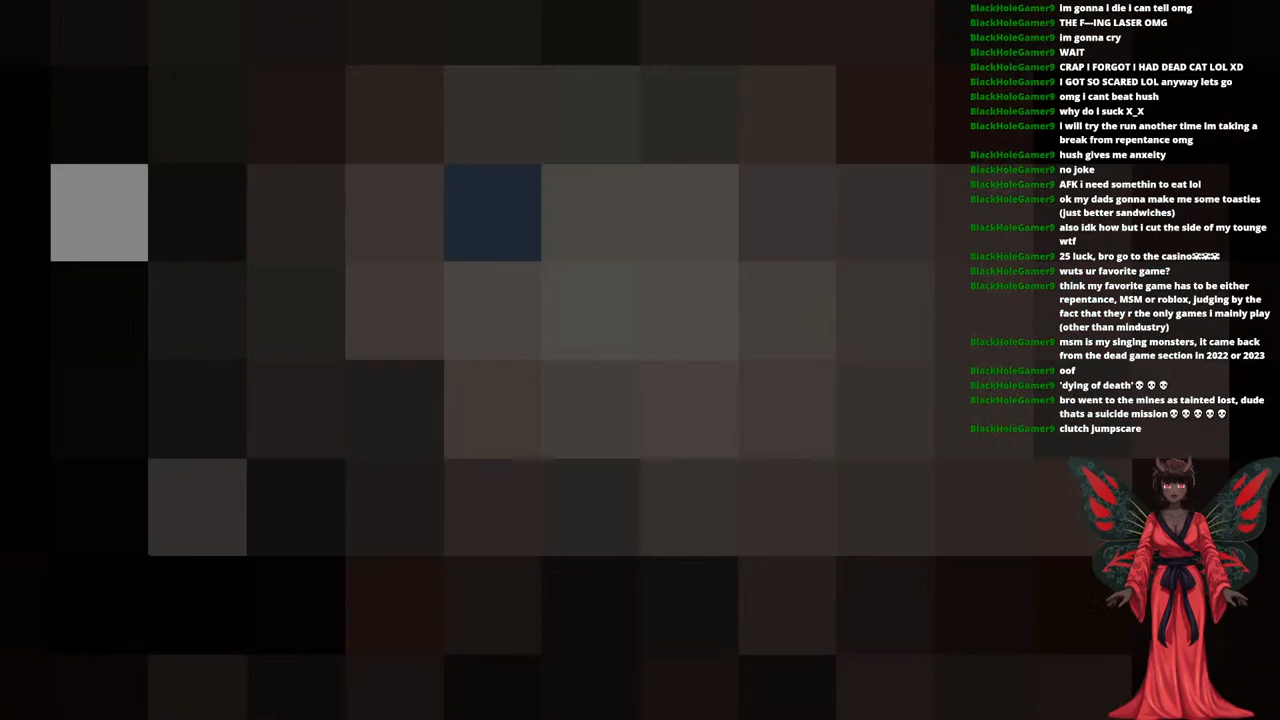 BlackHoleGamer9 im gonna i die i can tell omg
BlackHoleGamer9 THE F---ING LASER OMG
BlackHoleGamer9 im gonna cry
BlackHoleGamer9 WAIT
BlackHoleGamer9 CRAP I FORGOT I HAD DEAD CAT LOL XD
BlackHoleGamer9 I GOT SO SCARED LOL anyway lets go
BlackHoleGamer9 omg i cant beat hush
BlackHoleGamer9 why do i suck X_X
BlackHoleGamer9 i will try the run another time im taking a
break from repentance omg
BlackHoleGamer9 hush gives me anxeity
BlackHoleGamer9 no joke
BlackHoleGamer9 AFK i need somethin to eat lol
BlackHoleGamer9 ok my dads gonna make me some toasties
(just better sandwiches)
BlackHoleGamer9 also idk how but i cut the side of my tounge
wtf
BlackHoleGamer9 25 luck, bro go to the casino☠☠☠
BlackHoleGamer9 wuts ur favorite game?
BlackHoleGamer9 think my favorite game has to be either
repentance, MSM or roblox, judging by the
fact that they r the only games i mainly play
(other than mindustry)
BlackHoleGamer9 msm is my singing monsters, it came back
from the dead game section in 2022 or 2023
BlackHoleGamer9 oof
BlackHoleGamer9 'dying of death'💀💀💀
BlackHoleGamer9 bro went to the mines as tainted lost, dude
thats a suicide mission💀💀💀💀💀
BlackHoleGamer9 clutch jumpscare